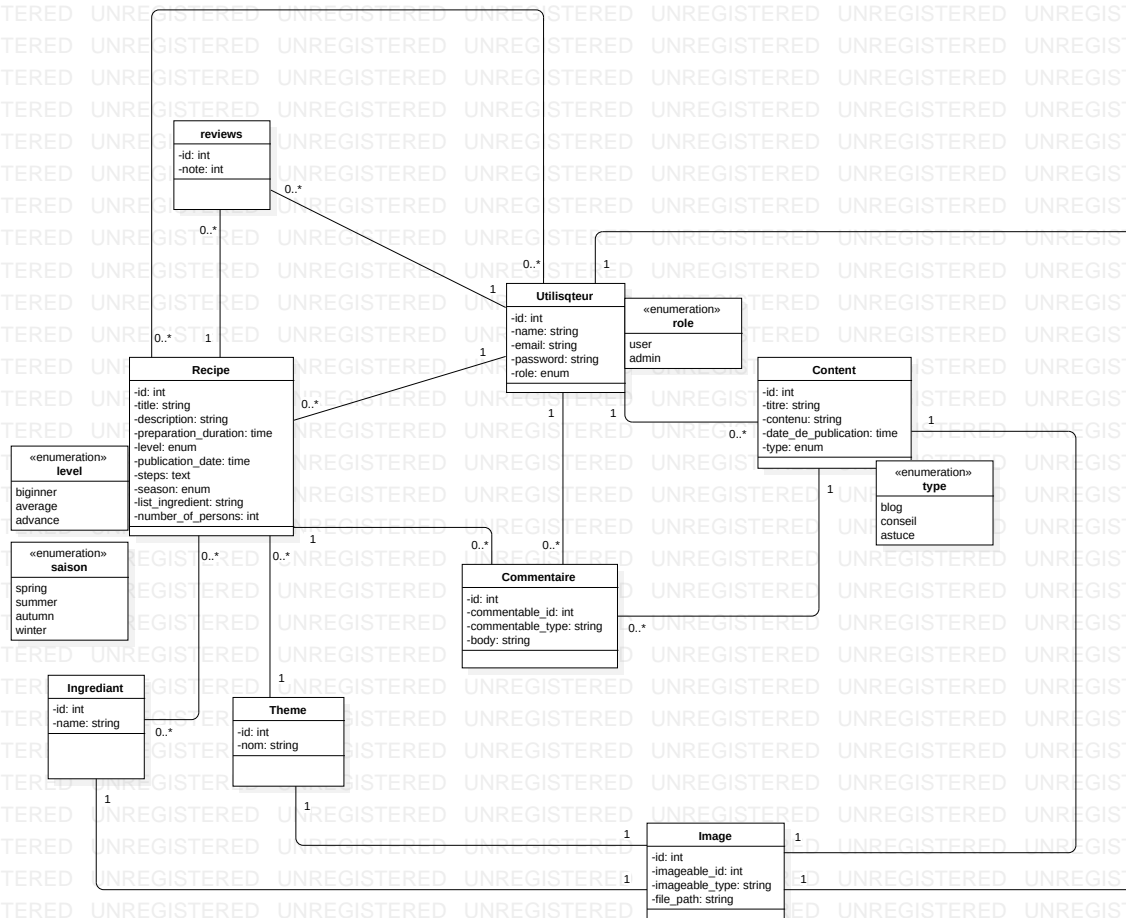 UNREGISTERED
0..*
1
reviews
-id: int
-note: int
0..*
1
0..*
0..*
1
Utilisqteur
-id: int
-name: string
-email: string
-password: string
-role: enum
«enumeration»
role
user
admin
1
0..*
1
0..*
1
0..*
Recipe
-id: int
-title: string
-description: string
-preparation_duration: time
-level: enum
-publication_date: time
-steps: text
-season: enum
-list_ingredient: string
-number_of_persons: int
«enumeration»
level
biginner
average
advance
«enumeration»
saison
spring
summer
autumn
winter
Content
-id: int
-titre: string
-contenu: string
-date_de_publication: time
-type: enum
1
1
«enumeration»
type
blog
conseil
astuce
1
0..*
0..*
Commentaire
-id: int
-commentable_id: int
-commentable_type: string
-body: string
0..*
0..*
0..*
1
Ingrediant
-id: int
-name: string
0..*
1
Theme
-id: int
-nom: string
1
1
1
Image
-id: int
-imageable_id: int
-imageable_type: string
-file_path: string
1
1